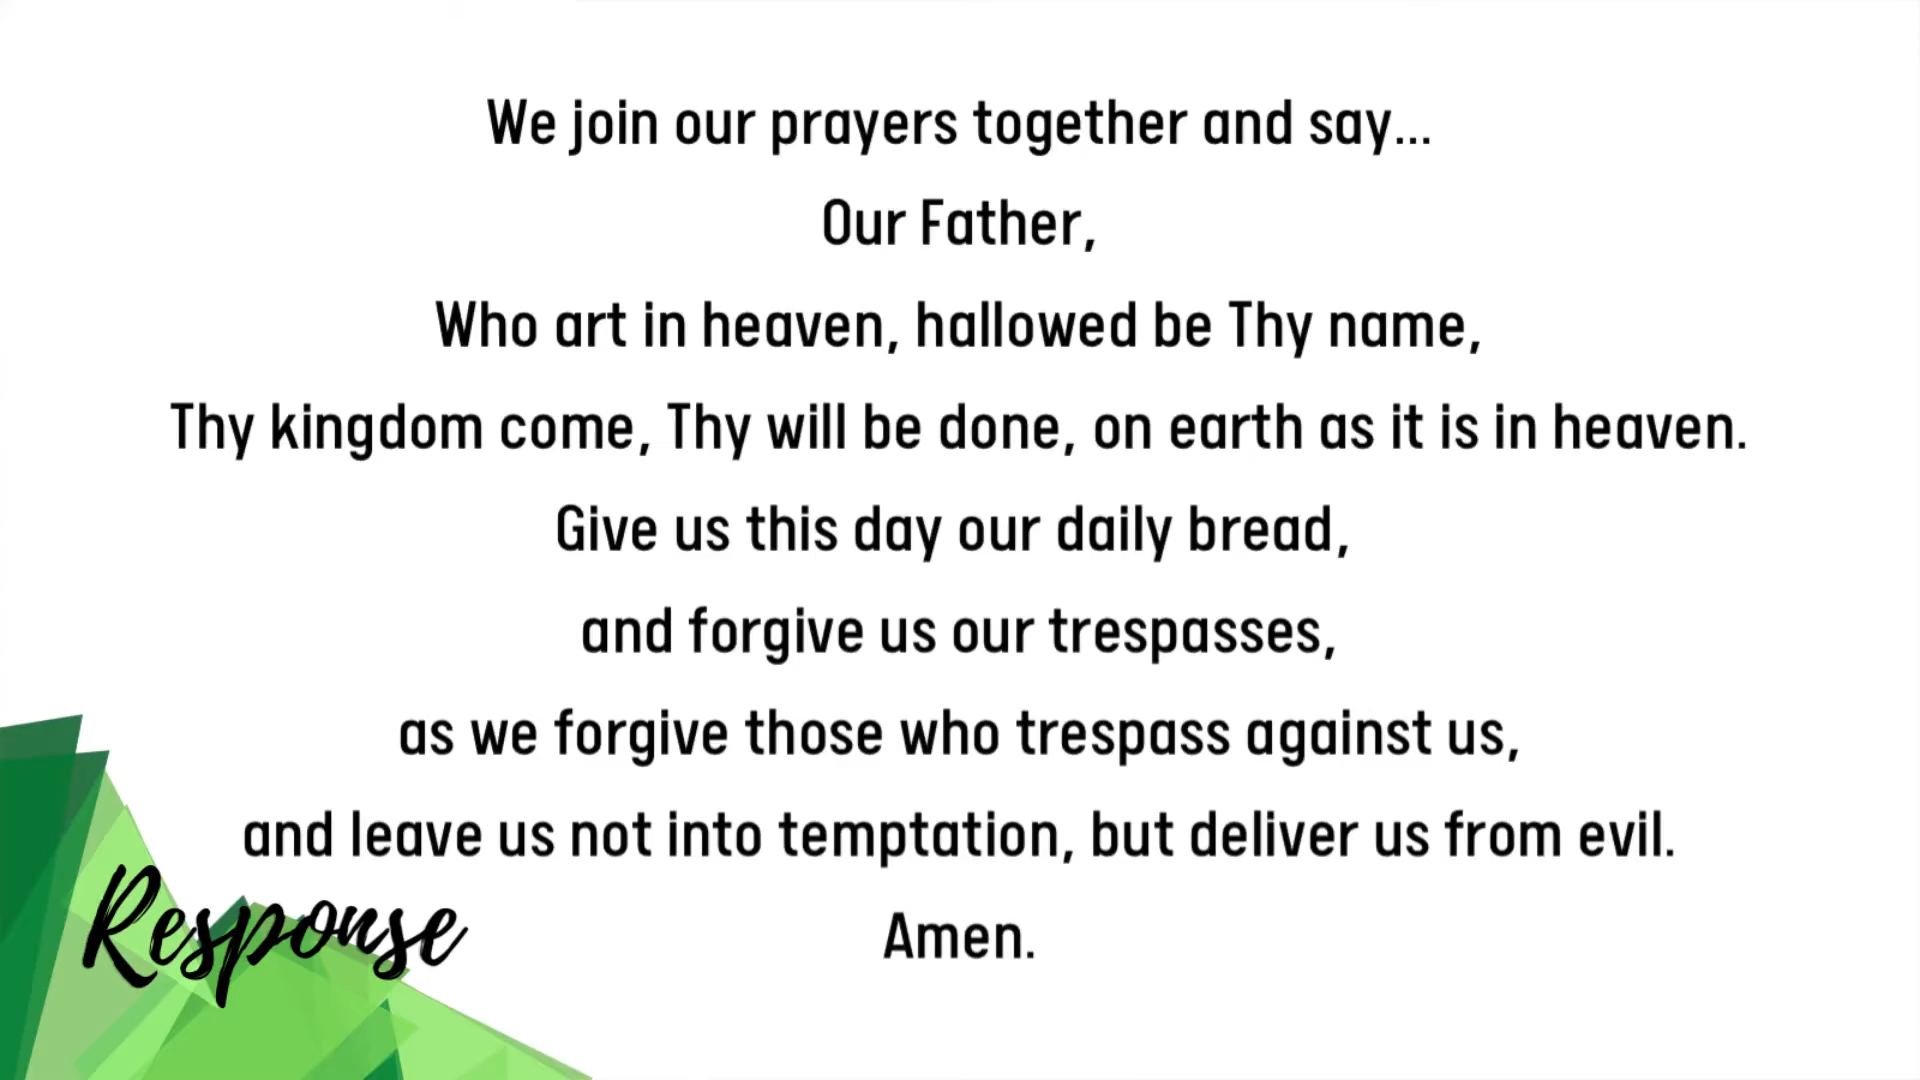 We join our prayers together and say...
Our Father,
Who art in heaven, hallowed be Thy name,
Thy kingdom come, Thy will be done, on earth as it is in heaven.
Give us this day our daily bread,
and forgive us our trespasses,
as we forgive those who trespass against us,
and leave us not into temptation, but deliver us from evil.
Amen.
Response